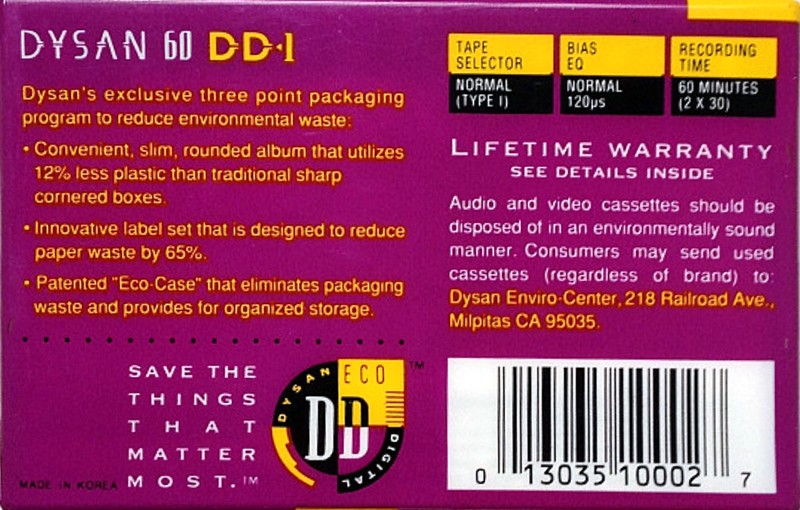 DYSAN 60 DD·1
Dysan's exclusive three point packaging
program to reduce environmental waste:
• Convenient, slim, rounded album that utilizes
12% less plastic than traditional sharp
cornered boxes.
• Innovative label set that is designed to reduce
paper waste by 65%.
• Patented "Eco-Case" that eliminates packaging
waste and provides for organized storage.
SAVE THE
THINGS
THAT
MATTER
MOST.™
MADE IN KOREA
DYSAN ECO
DD
DIGITAL
™
TAPE
SELECTOR
NORMAL
(TYPE I)
BIAS
EQ
NORMAL
120µs
RECORDING
TIME
60 MINUTES
(2 X 30)
LIFETIME WARRANTY
SEE DETAILS INSIDE
Audio and video cassettes should be
disposed of in an environmentally sound
manner. Consumers may send used
cassettes (regardless of brand) to:
Dysan Enviro-Center, 218 Railroad Ave.,
Milpitas CA 95035.
0 13035 10002 7